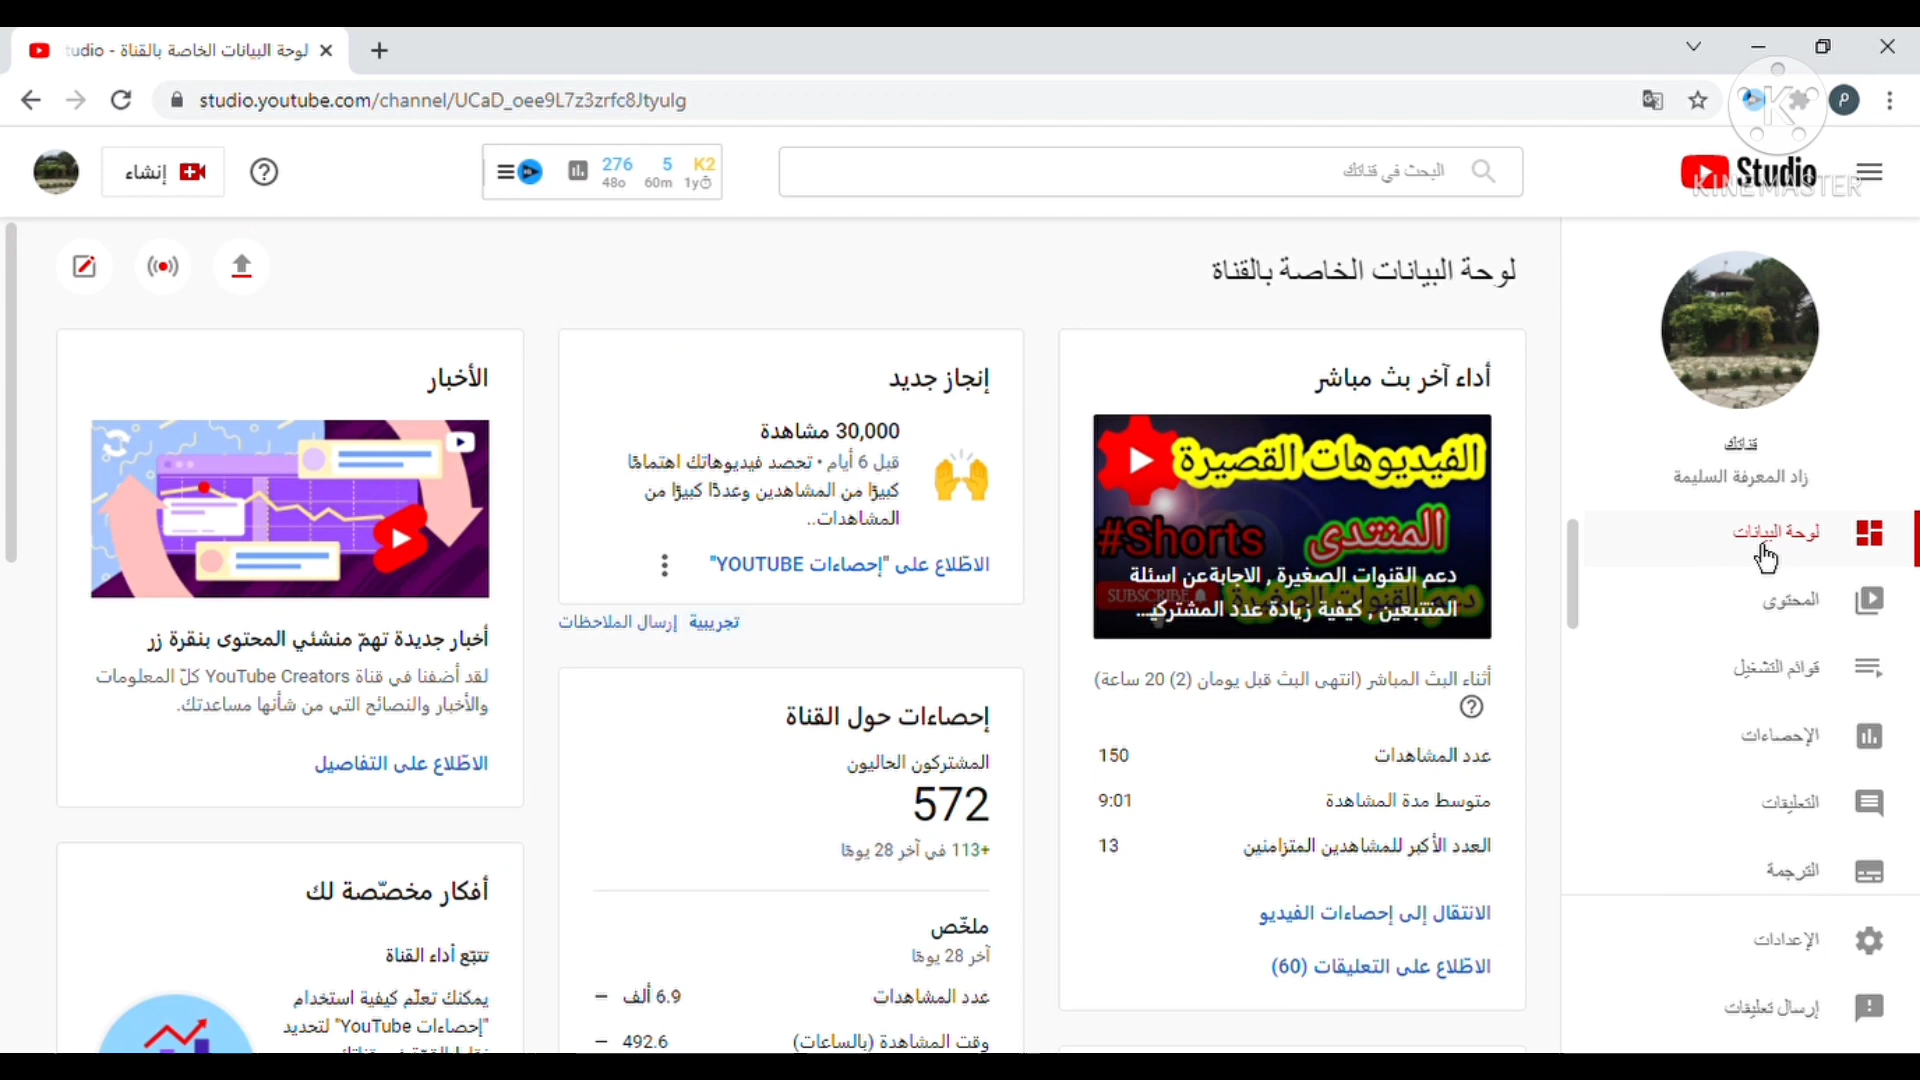 لوحة البيانات الخاصة بالقناة - tudio
studio.youtube.com/channel/UCaD_oee9L7z3zrfc8Jtyulg
P
Studio
KINEMASTER
البحث في قناتك
276 5 K2
48o 60m 1y
إنشاء
لوحة البيانات الخاصة بالقناة
قناتك
زاد المعرفة السليمة
لوحة البيانات
المحتوى
قوائم التشغيل
الإحصاءات
التعليقات
الترجمة
الإعدادات
إرسال تعليقات
أداء آخر بث مباشر
الفيديوهات القصيرة
المنتدى
#Shorts
دعم القنوات الصغيرة , الاجابةعن اسئلة
المتتبعين , كيفية زيادة عدد المشتركي...
SUBSCRIBE
أثناء البث المباشر (انتهى البث قبل يومان (2) 20 ساعة)
عدد المشاهدات 150
متوسط مدة المشاهدة 9:01
العدد الأكبر للمشاهدين المتزامنين 13
الانتقال إلى إحصاءات الفيديو
الاطّلاع على التعليقات (60)
إنجاز جديد
30,000 مشاهدة
قبل 6 أيام • تحصد فيديوهاتك اهتمامًا
كبيرًا من المشاهدين وعددًا كبيرًا من
المشاهدات..
الاطّلاع على "إحصاءات YOUTUBE"
تجريبية إرسال الملاحظات
إحصاءات حول القناة
المشتركون الحاليون
572
+113 في آخر 28 يومًا
ملخّص
آخر 28 يومًا
عدد المشاهدات 6.9 ألف —
وقت المشاهدة (بالساعات) 492.6 —
الأخبار
أخبار جديدة تهمّ منشئي المحتوى بنقرة زر
لقد أضفنا في قناة YouTube Creators كلّ المعلومات
والأخبار والنصائح التي من شأنها مساعدتك.
الاطّلاع على التفاصيل
أفكار مخصّصة لك
تتبّع أداء القناة
يمكنك تعلّم كيفية استخدام
"إحصاءات YouTube" لتحديد